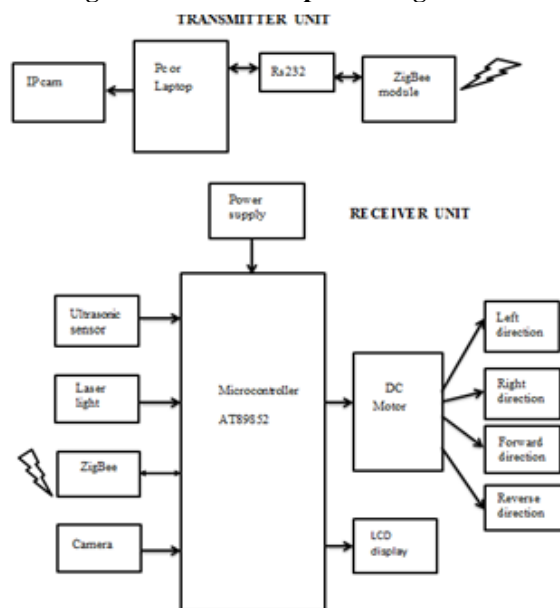 TRANSMITTER UNIT
IPcam
Pc or
Laptop
Rs232
ZigBee
module
Power
supply
RECEIVER UNIT
Ultrasonic
sensor
Laser
light
ZigBee
Camera
Microcontroller
AT89852
DC
Motor
LCD
display
Left
direction
Right
direction
Forward
direction
Reverse
direction